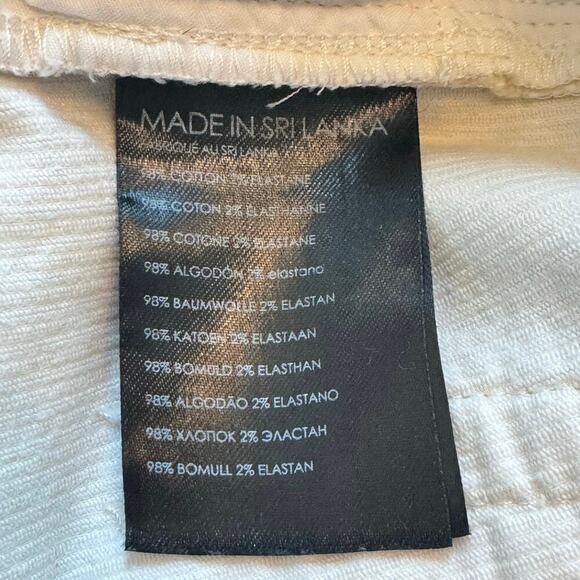 MADE IN SRI LANKA
FABRIQUÉ AU SRI LANKA
98% COTTON 2% ELASTANE
98% COTON 2% ELASTHANNE
98% COTONE 2% ELASTANE
98% ALGODÓN 2% elastano
98% BAUMWOLLE 2% ELASTAN
98% KATOEN 2% ELASTAAN
98% BOMULD 2% ELASTHAN
98% ALGODÃO 2% ELASTANO
98% ХЛОПОК 2% ЭЛАСТАН
98% BOMULL 2% ELASTAN